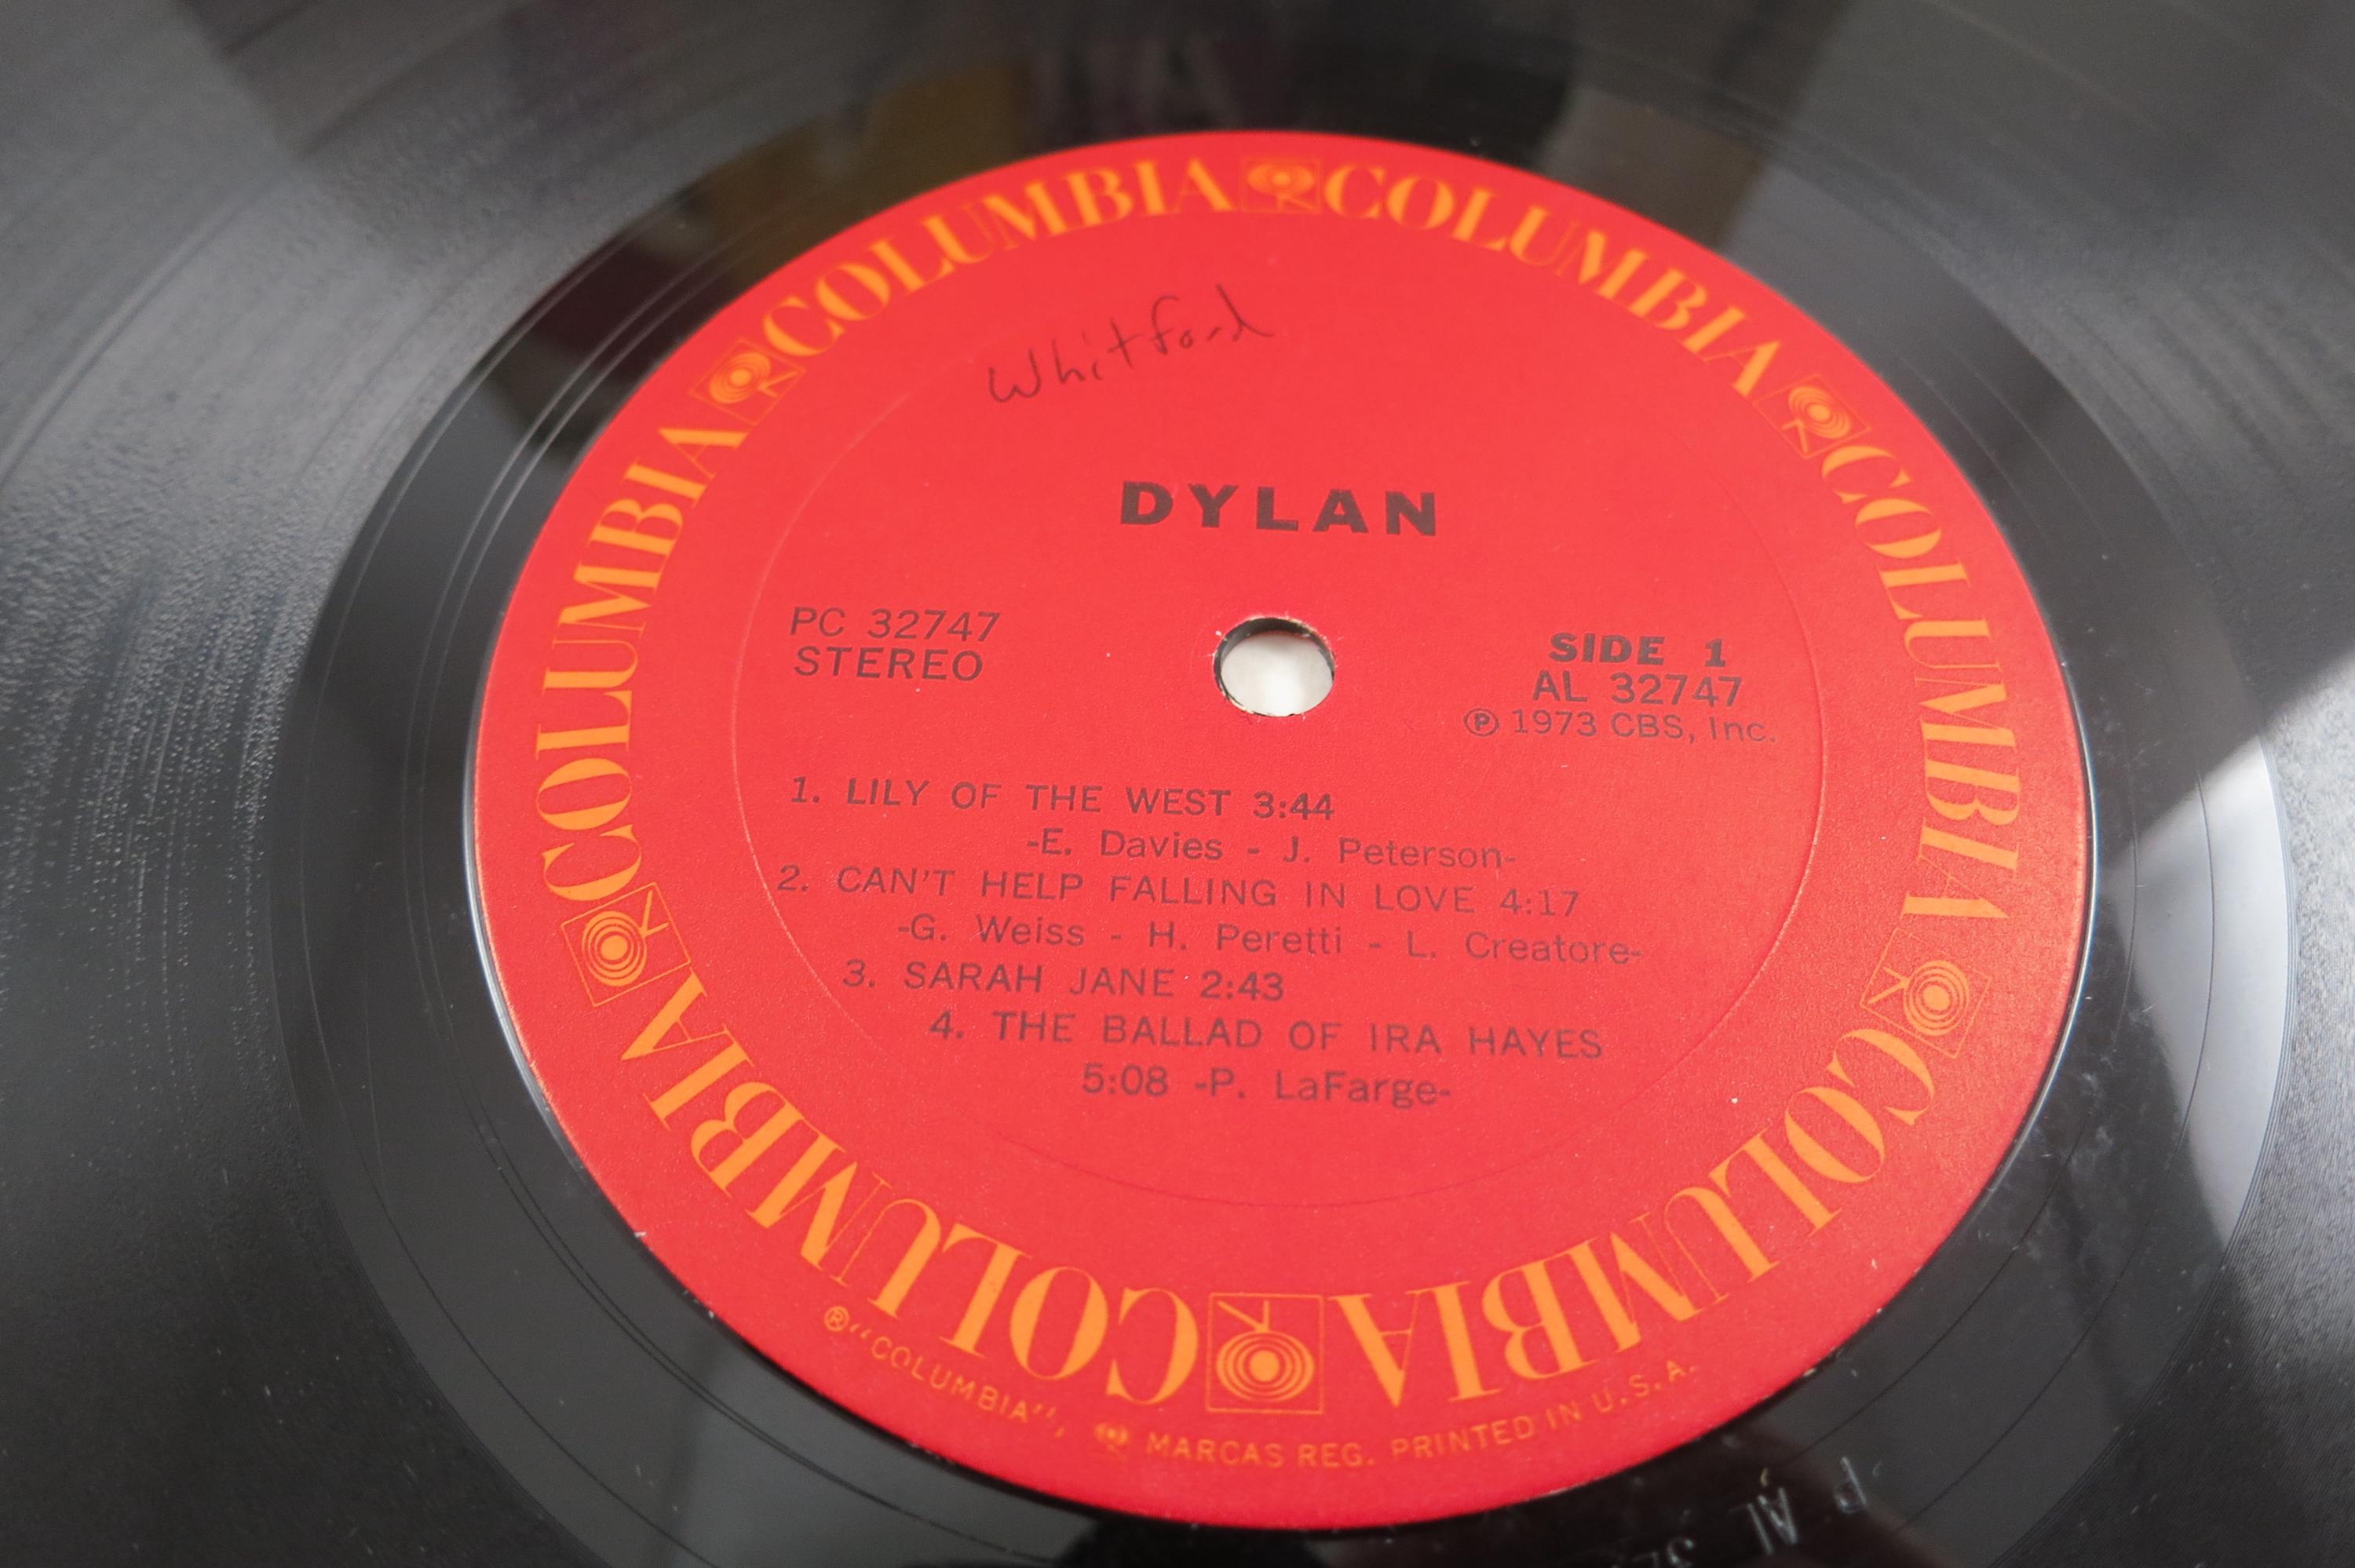 COLUMBIA COLUMBIA COLUMBIA COLUMBIA COLUMBIA COLUMBIA
Whitford
DYLAN
PC 32747
STEREO
SIDE 1
AL 32747
Ⓟ 1973 CBS, Inc.
1. LILY OF THE WEST 3:44
-E. Davies - J. Peterson-
2. CAN'T HELP FALLING IN LOVE 4:17
-G. Weiss - H. Peretti - L. Creatore-
3. SARAH JANE 2:43
4. THE BALLAD OF IRA HAYES
5:08 -P. LaFarge-
® "COLUMBIA", MARCAS REG. PRINTED IN U.S.A.
P AL